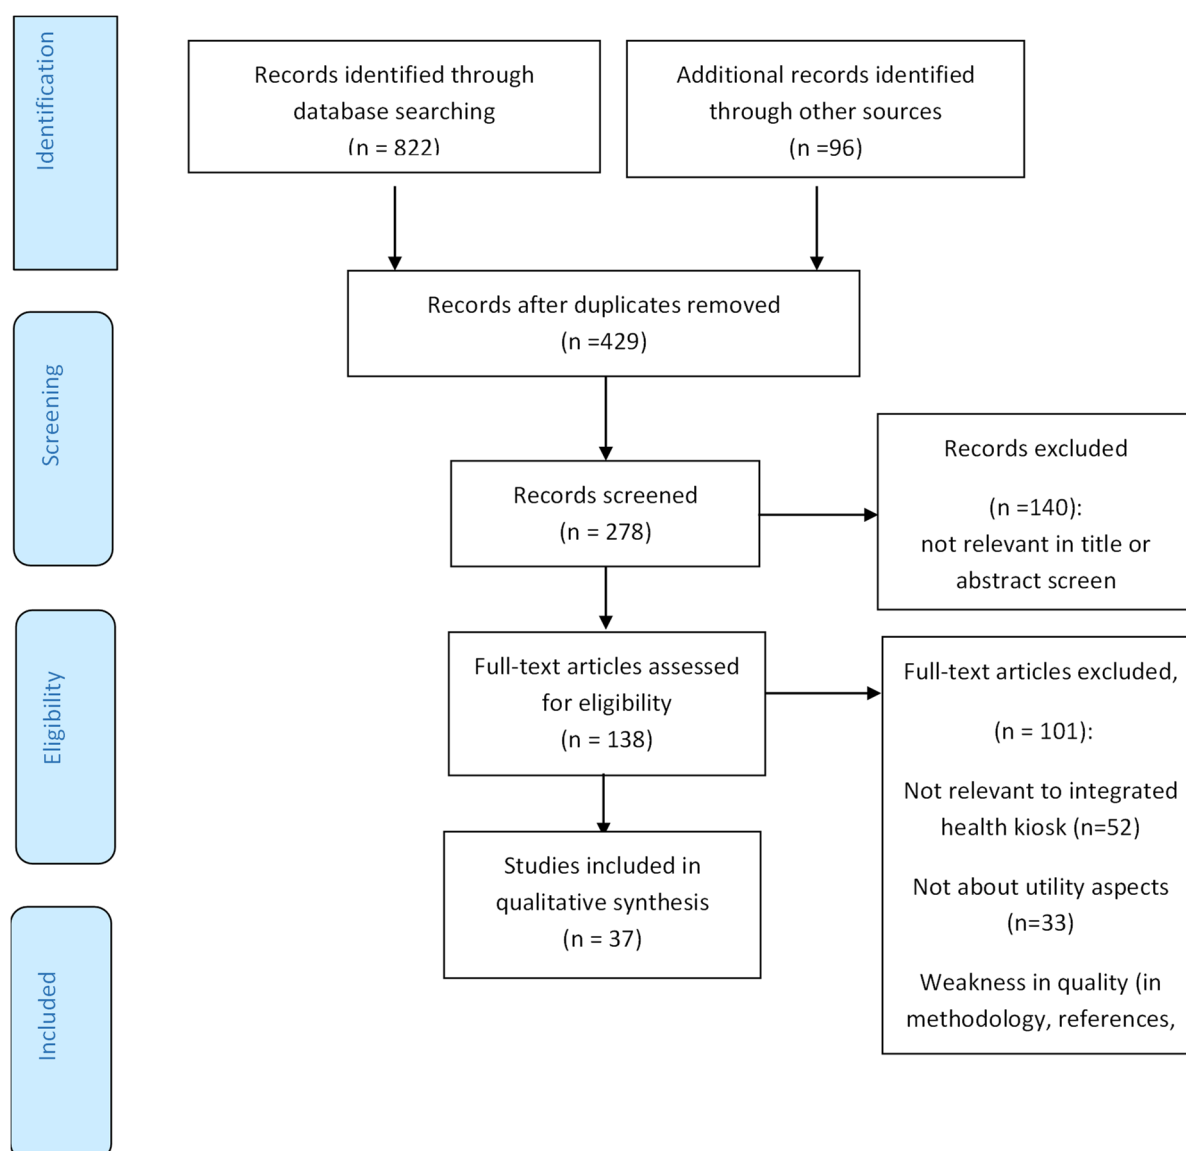 Identification
Records identified through
database searching
(n = 822)
Additional records identified
through other sources
(n =96)
Records after duplicates removed
(n =429)
Screening
Records screened
(n = 278)
Records excluded
(n =140):
not relevant in title or
abstract screen
Eligibility
Full-text articles assessed
for eligibility
(n = 138)
Full-text articles excluded,
(n = 101):
Not relevant to integrated
health kiosk (n=52)
Not about utility aspects
(n=33)
Weakness in quality (in
methodology, references,
Included
Studies included in
qualitative synthesis
(n = 37)